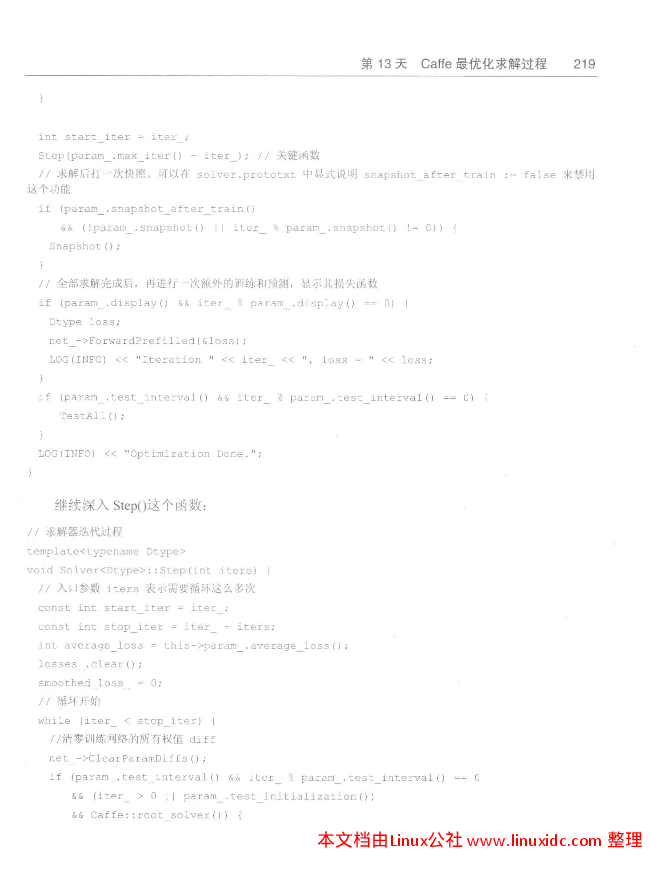 第 13 天 Caffe 最优化求解过程 219
}
int start_iter = iter_;
Step(param_.max_iter() - iter_); // 关键函数
// 求解后打一次快照。可以在 solver.prototxt 中显式说明 snapshot_after_train := false 来禁用
这个功能
if (param_.snapshot_after_train()
&& (!param_.snapshot() || iter_ % param_.snapshot() != 0)) {
Snapshot();
}
// 全部求解完成后，再进行一次额外的训练和预测，显示其损失函数
if (param_.display() && iter_ % param_.display() == 0) {
Dtype loss;
net_->ForwardPrefilled(&loss);
LOG(INFO) << "Iteration " << iter_ << ", loss = " << loss;
}
if (param_.test_interval() && iter_ % param_.test_interval() == 0) {
TestAll();
}
LOG(INFO) << "Optimization Done.";
}
继续深入 Step()这个函数：
// 求解器迭代过程
template<typename Dtype>
void Solver<Dtype>::Step(int iters) {
// 入口参数 iters 表示需要循环这么多次
const int start_iter = iter_;
const int stop_iter = iter_ + iters;
int average_loss = this->param_.average_loss();
losses_.clear();
smoothed_loss_ = 0;
// 循环开始
while (iter_ < stop_iter) {
//清零训练网络的所有权值 diff
net_->ClearParamDiffs();
if (param_.test_interval() && iter_ % param_.test_interval() == 0
&& (iter_ > 0 || param_.test_initialization())
&& Caffe::root_solver()) {
本文档由Linux公社 www.linuxidc.com 整理